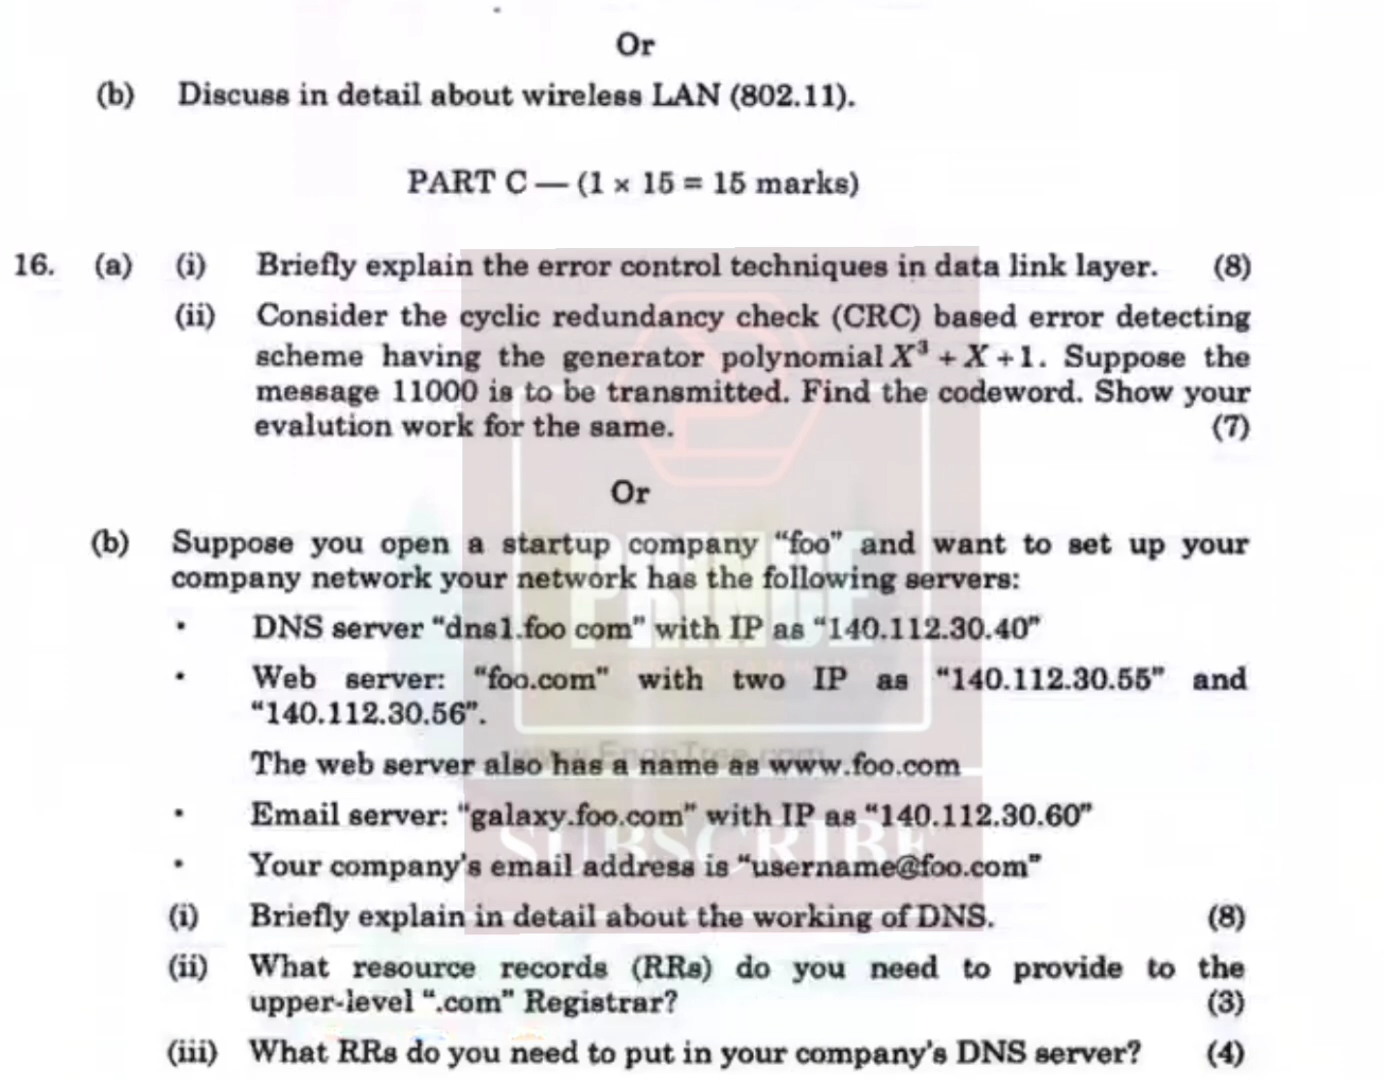 Or
(b) Discuss in detail about wireless LAN (802.11).
PART C — (1 × 15 = 15 marks)
16. (a) (i) Briefly explain the error control techniques in data link layer. (8)
(ii) Consider the cyclic redundancy check (CRC) based error detecting
scheme having the generator polynomial X³ + X + 1. Suppose the
message 11000 is to be transmitted. Find the codeword. Show your
evalution work for the same. (7)
Or
(b) Suppose you open a startup company “foo” and want to set up your
company network your network has the following servers:
• DNS server “dns1.foo com” with IP as “140.112.30.40”
• Web server: “foo.com” with two IP as “140.112.30.55” and
“140.112.30.56”.
The web server also has a name as www.foo.com
• Email server: “galaxy.foo.com” with IP as “140.112.30.60”
• Your company's email address is “username@foo.com”
(i) Briefly explain in detail about the working of DNS. (8)
(ii) What resource records (RRs) do you need to provide to the
upper-level “.com” Registrar? (3)
(iii) What RRs do you need to put in your company's DNS server? (4)
PRINCE
www.EnggTree.com
SUBSCRIBE